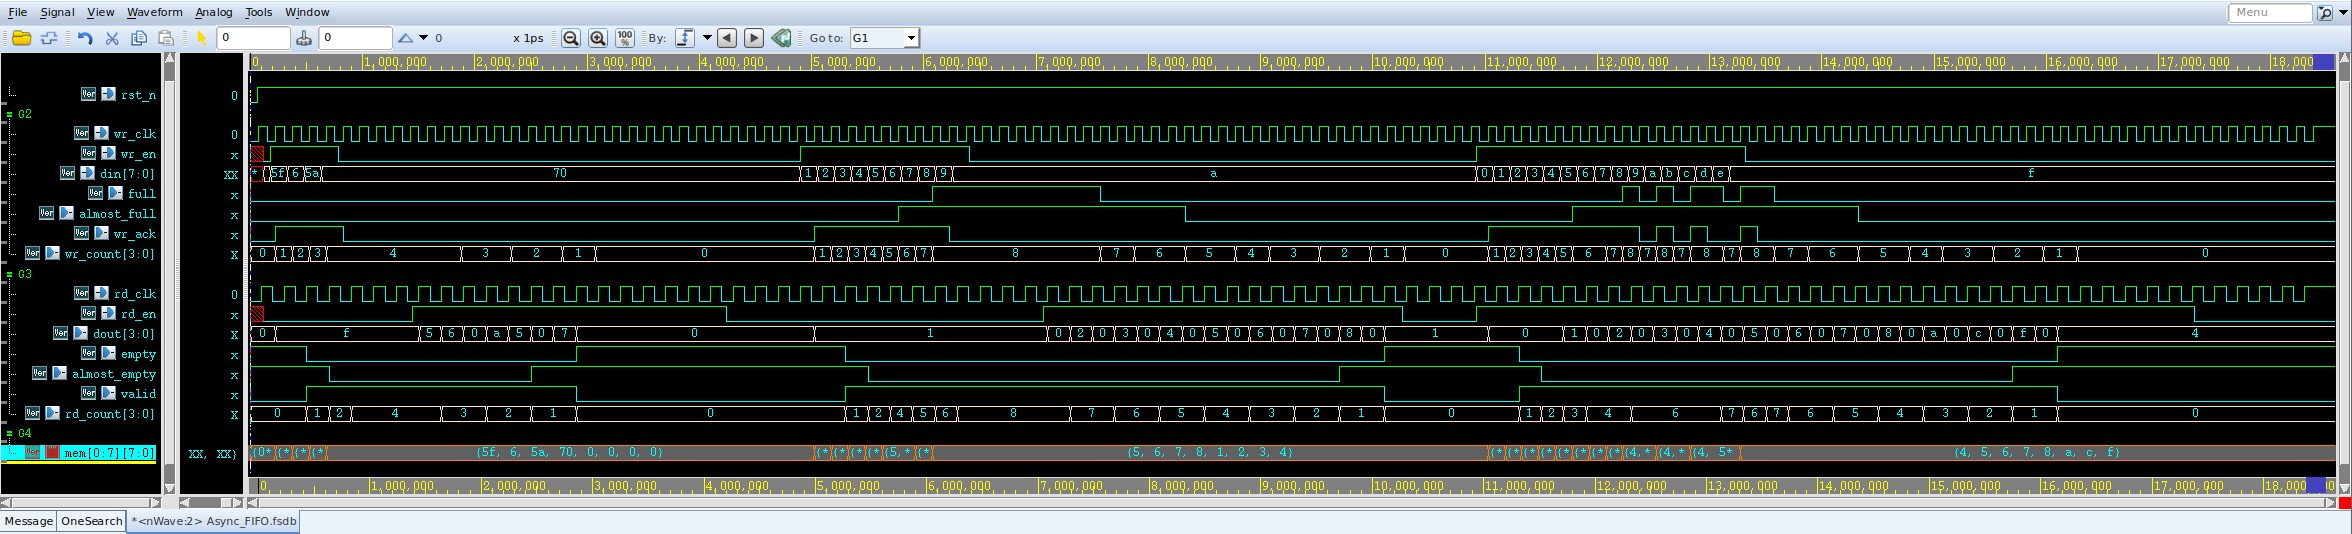 File Signal View Waveform Analog Tools Window Menu
0 0 0 x 1ps 100 % By: Go to: G1
0 1,000,000 2,000,000 3,000,000 4,000,000 5,000,000 6,000,000 7,000,000 8,000,000 9,000,000 10,000,000 11,000,000 12,000,000 13,000,000 14,000,000 15,000,000 16,000,000 17,000,000 18,000
Ver rst_n 0
G2
Ver wr_clk 0
Ver wr_en x
Ver din[7:0] XX * 5f 6 5a 70 1 2 3 4 5 6 7 8 9 a 0 1 2 3 4 5 6 7 8 9 a b c d e f
Ver full x
Ver almost_full x
Ver wr_ack x
Ver wr_count[3:0] X 0 1 2 3 4 3 2 1 0 1 2 3 4 5 6 7 8 7 6 5 4 3 2 1 0 1 2 3 4 5 6 7 8 7 8 7 8 7 8 7 6 5 4 3 2 1 0
G3
Ver rd_clk 0
Ver rd_en x
Ver dout[3:0] X 0 f 5 6 0 a 5 0 7 0 1 0 2 0 3 0 4 0 5 0 6 0 7 0 8 0 1 0 1 0 2 0 3 0 4 0 5 0 6 0 7 0 8 0 a 0 c 0 f 0 4
Ver empty x
Ver almost_empty x
Ver valid x
Ver rd_count[3:0] X 0 1 2 4 3 2 1 0 1 2 4 5 6 8 7 6 5 4 3 2 1 0 1 2 3 4 6 7 6 7 6 5 4 3 2 1 0
G4
Ver mem[0:7][7:0] XX, XX} {0* {* {* {* {5f, 6, 5a, 70, 0, 0, 0, 0} {* {* {* {* {5,* {* {5, 6, 7, 8, 1, 2, 3, 4} {* {* {* {* {* {* {* {* {4,* {4,* {4, 5* {4, 5, 6, 7, 8, a, c, f}
0 1,000,000 2,000,000 3,000,000 4,000,000 5,000,000 6,000,000 7,000,000 8,000,000 9,000,000 10,000,000 11,000,000 12,000,000 13,000,000 14,000,000 15,000,000 16,000,000 17,000,000 18,000
Message OneSearch *<nWave:2> Async_FIFO.fsdb